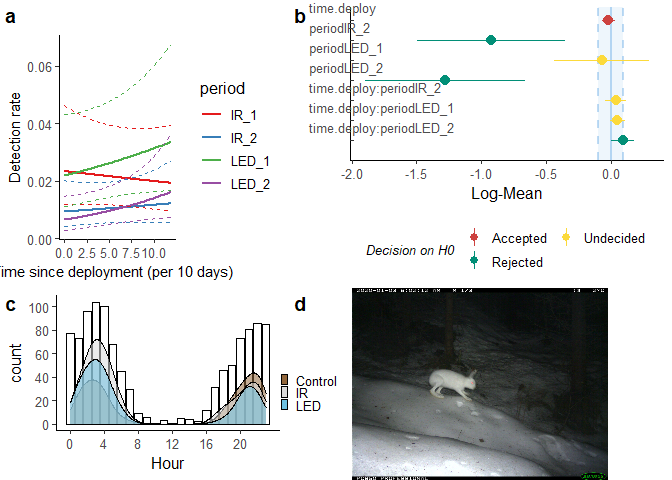 a
0.06
0.04
0.02
0.00
Detection rate
0.0 2.5 5.0 7.5 10.0
ime since deployment (per 10 days)
period
IR_1
IR_2
LED_1
LED_2
b
time.deploy
periodIR_2
periodLED_1
periodLED_2
time.deploy:periodIR_2
time.deploy:periodLED_1
time.deploy:periodLED_2
-2.0 -1.5 -1.0 -0.5 0.0
Log-Mean
Decision on H0
Accepted
Undecided
Rejected
c
100
80
60
40
20
0
count
0 4 8 12 16 20 24
Hour
Control
IR
LED
d